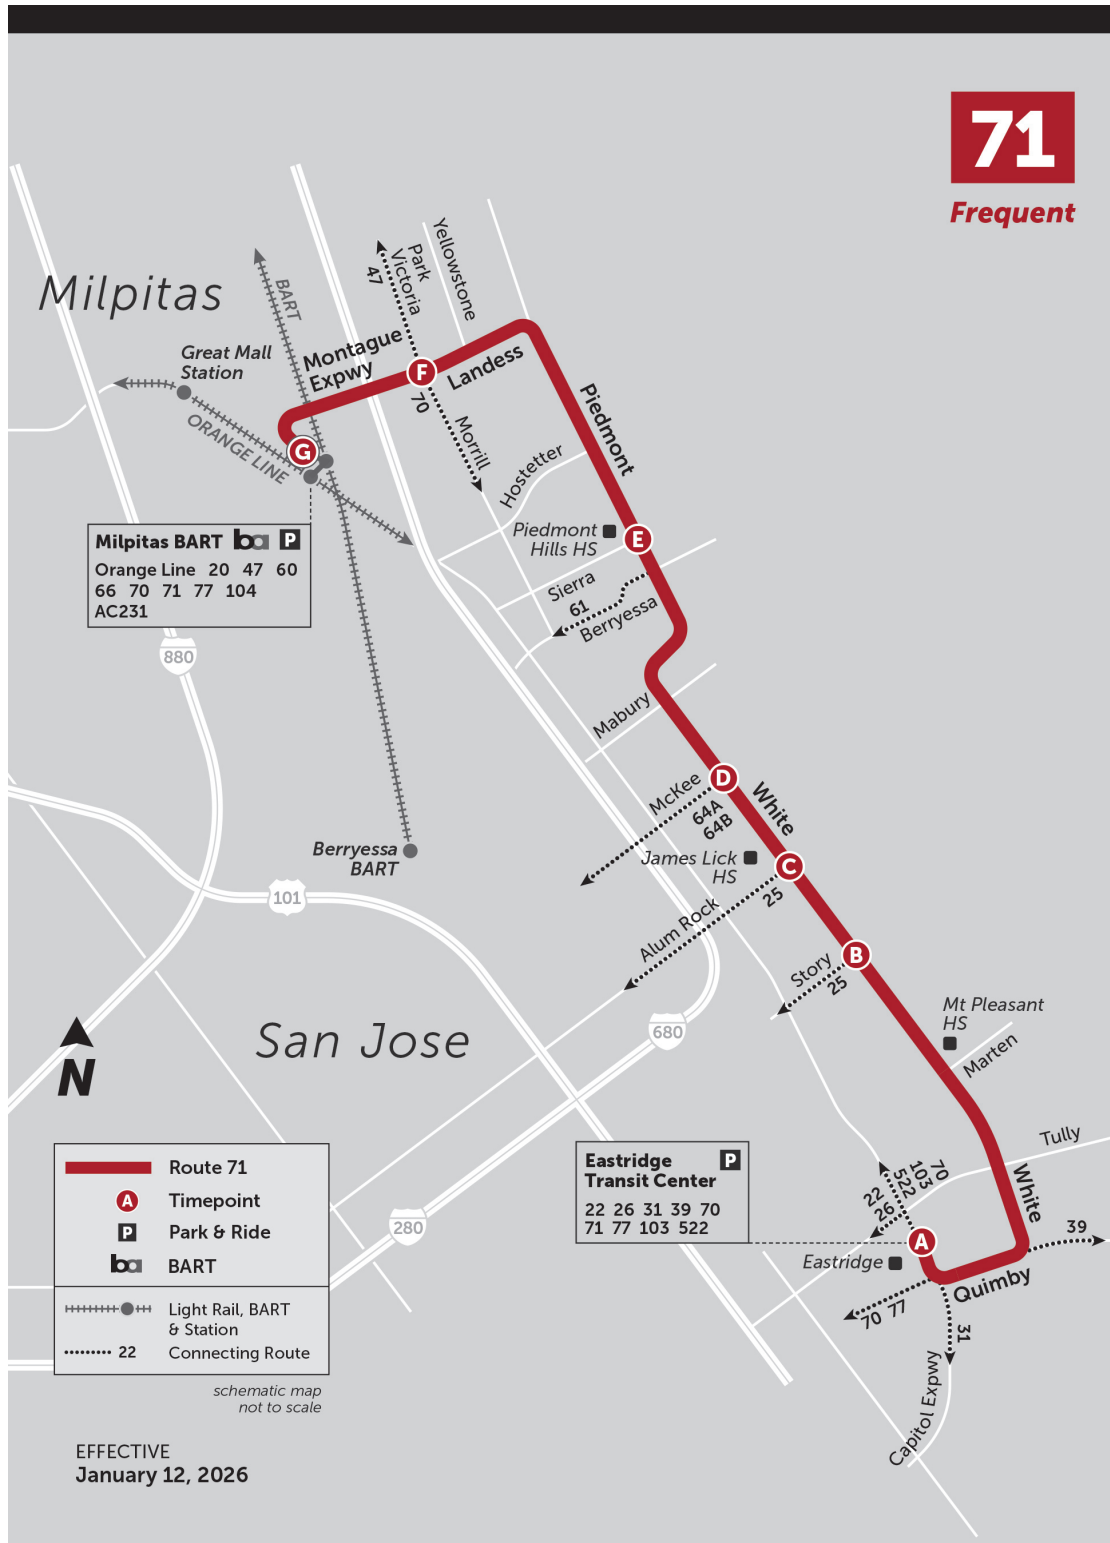 71
Frequent
Milpitas
BART
47
Park
Victoria
Yellowstone
Great Mall
Station
Montague
Expwy
F
Landess
70
Morrill
ORANGE LINE
G
Piedmont
Hostetter
Milpitas BART ba P
Orange Line 20 47 60
66 70 71 77 104
AC231
Piedmont
Hills HS
E
Sierra
61
Berryessa
880
Mabury
McKee
D
64A
64B
White
James Lick
HS
C
25
Berryessa
BART
101
Alum Rock
Story
B
25
San Jose
680
Mt Pleasant
HS
Marten
N
Tully
Eastridge P
Transit Center
22 26 31 39 70
71 77 103 522
22
26
522
103
70
White
39
A
Eastridge
Quimby
70 77
31
Capitol Expwy
280
Route 71
A Timepoint
P Park & Ride
ba BART
Light Rail, BART
& Station
22 Connecting Route
schematic map
not to scale
EFFECTIVE
January 12, 2026